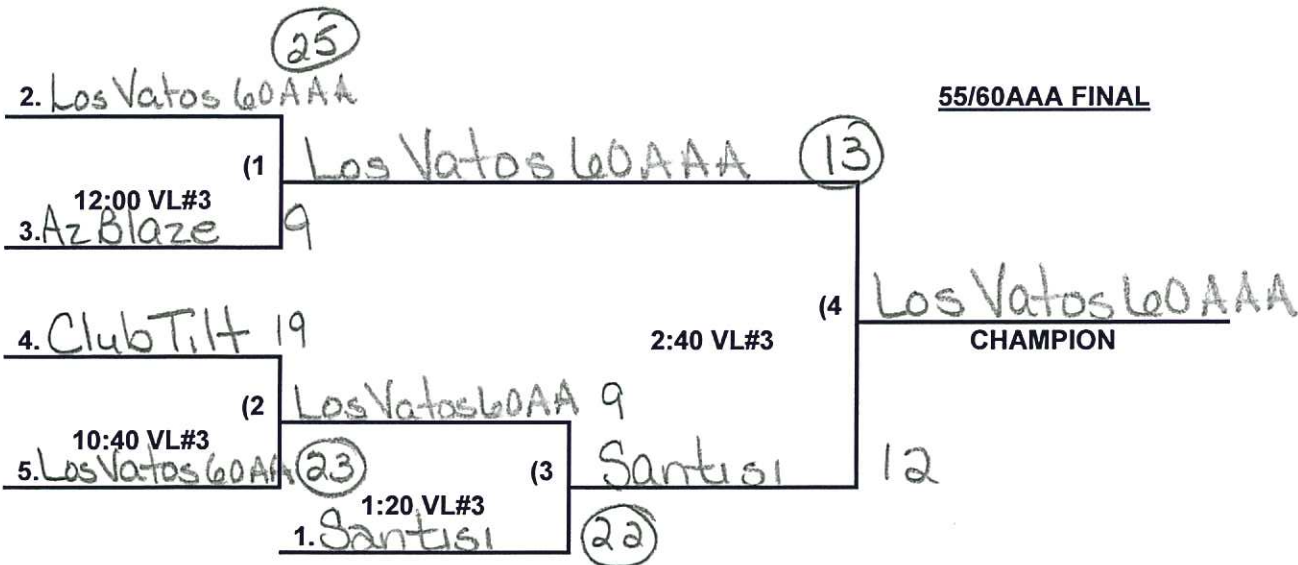 25
2. Los Vatos 60AAA
55/60AAA FINAL
(1 Los Vatos 60AAA 13
12:00 VL#3
3. Az Blaze 9
(4 Los Vatos 60AAA
4. Club Tilt 19
2:40 VL#3 CHAMPION
(2 Los Vatos 60AA 9
10:40 VL#3
5. Los Vatos 60AA 23
(3 Santisi 12
1:20 VL#3
1. Santisi 22